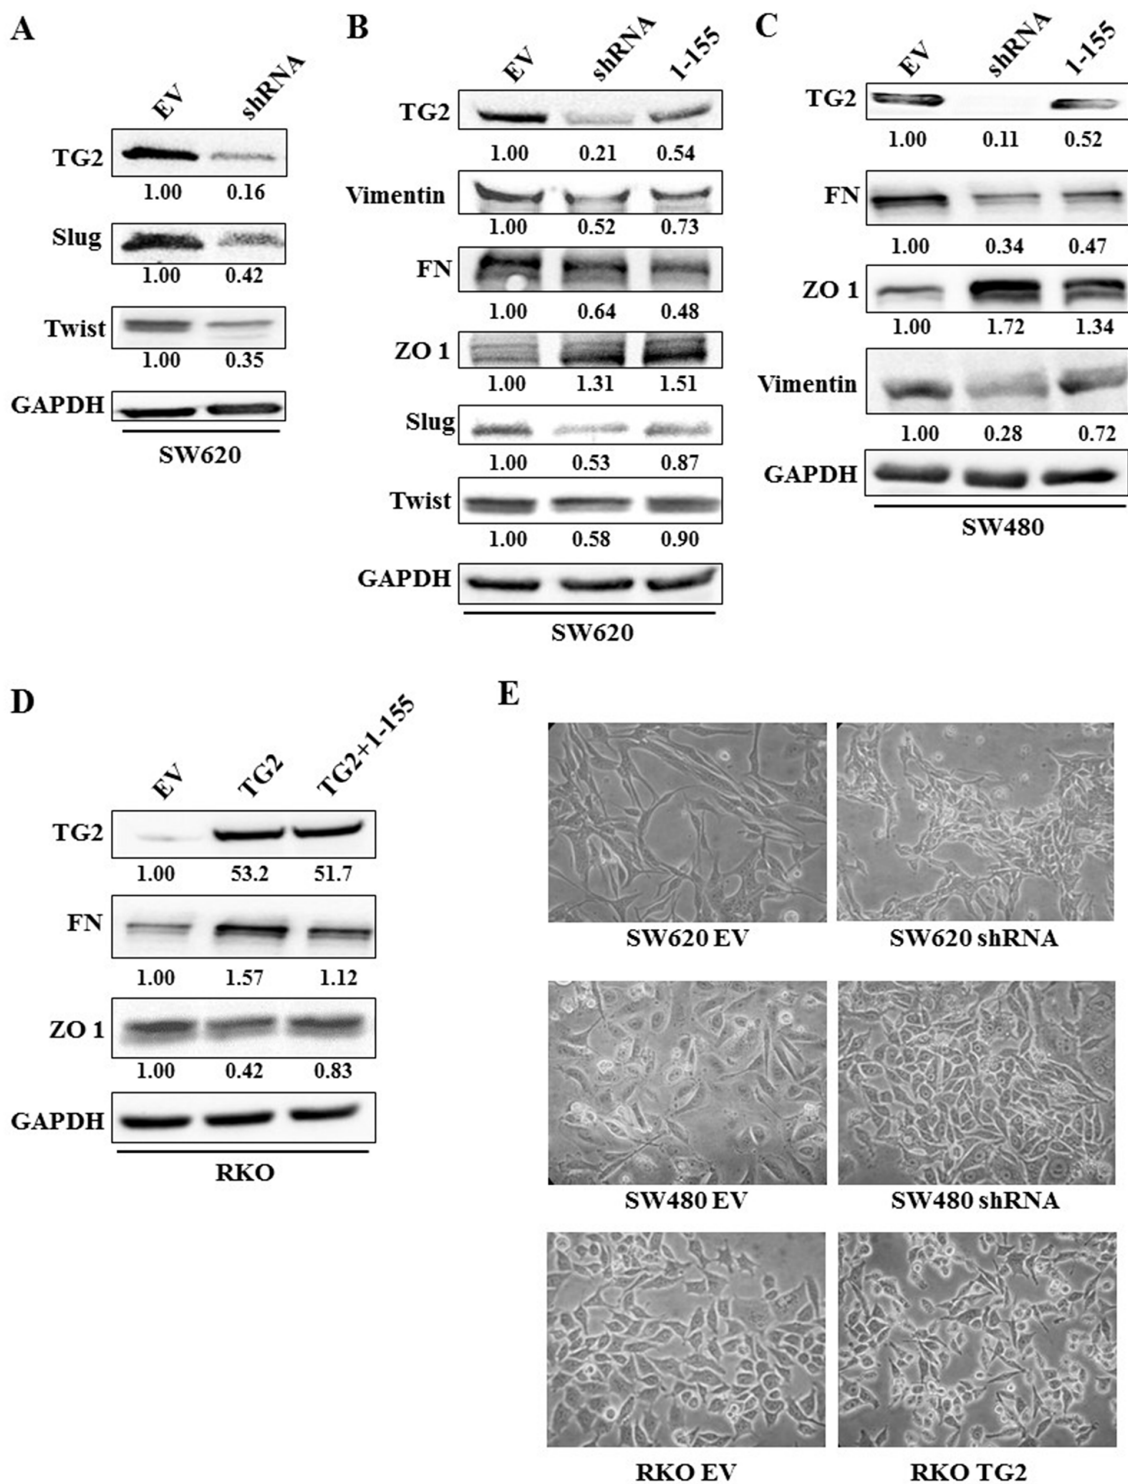 A
EV shRNA
TG2
1.00 0.16
Slug
1.00 0.42
Twist
1.00 0.35
GAPDH
SW620
B
EV shRNA 1-155
TG2
1.00 0.21 0.54
Vimentin
1.00 0.52 0.73
FN
1.00 0.64 0.48
ZO 1
1.00 1.31 1.51
Slug
1.00 0.53 0.87
Twist
1.00 0.58 0.90
GAPDH
SW620
C
EV shRNA 1-155
TG2
1.00 0.11 0.52
FN
1.00 0.34 0.47
ZO 1
1.00 1.72 1.34
Vimentin
1.00 0.28 0.72
GAPDH
SW480
D
EV TG2 TG2+1-155
TG2
1.00 53.2 51.7
FN
1.00 1.57 1.12
ZO 1
1.00 0.42 0.83
GAPDH
RKO
E
SW620 EV SW620 shRNA
SW480 EV SW480 shRNA
RKO EV RKO TG2